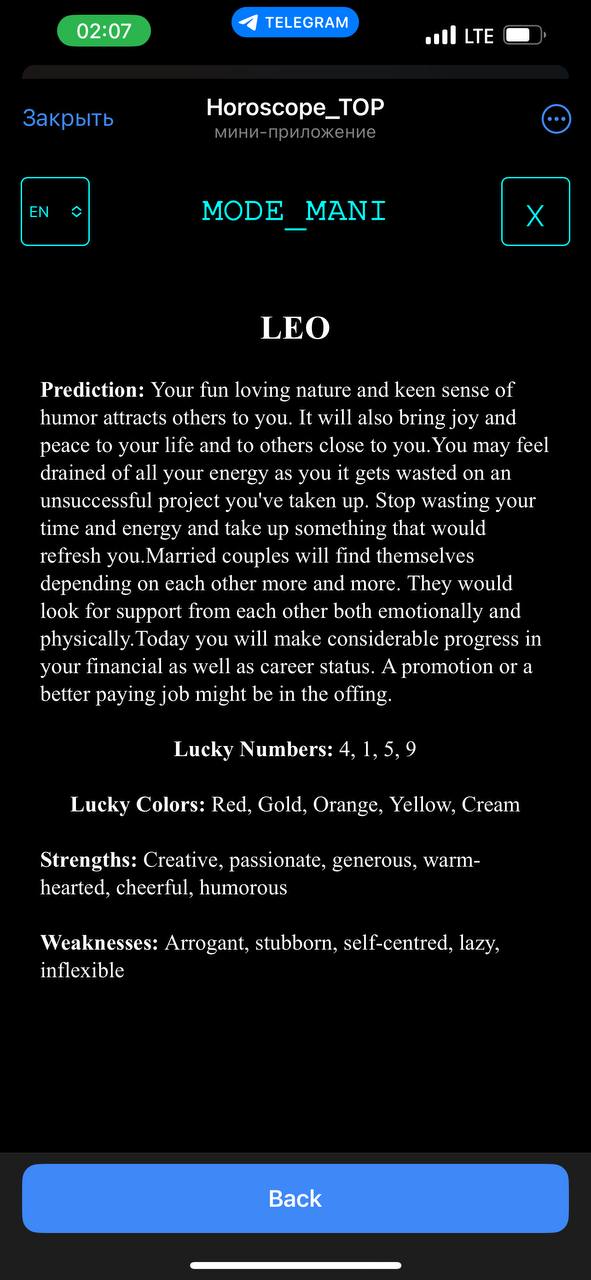 02:07
TELEGRAM
LTE
Закрыть
Horoscope_TOP
мини-приложение
EN
MODE_MANI
X
LEO
Prediction: Your fun loving nature and keen sense of
humor attracts others to you. It will also bring joy and
peace to your life and to others close to you.You may feel
drained of all your energy as you it gets wasted on an
unsuccessful project you've taken up. Stop wasting your
time and energy and take up something that would
refresh you.Married couples will find themselves
depending on each other more and more. They would
look for support from each other both emotionally and
physically.Today you will make considerable progress in
your financial as well as career status. A promotion or a
better paying job might be in the offing.
Lucky Numbers: 4, 1, 5, 9
Lucky Colors: Red, Gold, Orange, Yellow, Cream
Strengths: Creative, passionate, generous, warm-
hearted, cheerful, humorous
Weaknesses: Arrogant, stubborn, self-centred, lazy,
inflexible
Back